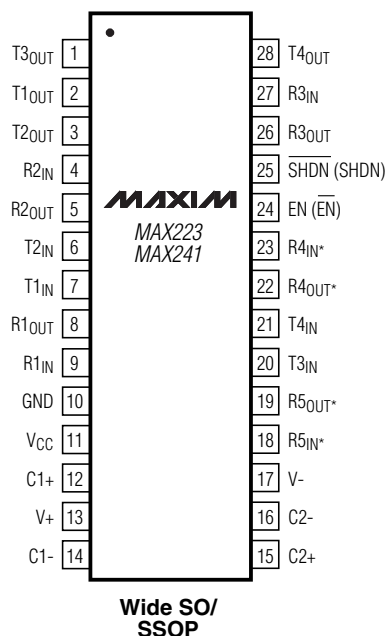 T3OUT 1 28 T4OUT
T1OUT 2 27 R3IN
T2OUT 3 26 R3OUT
R2IN 4 25 S̅H̅D̅N̅ (SHDN)
MAXIM
R2OUT 5 24 EN (E̅N̅)
MAX223
T2IN 6 23 R4IN*
MAX241
T1IN 7 22 R4OUT*
R1OUT 8 21 T4IN
R1IN 9 20 T3IN
GND 10 19 R5OUT*
VCC 11 18 R5IN*
C1+ 12 17 V-
V+ 13 16 C2-
C1- 14 15 C2+
Wide SO/
SSOP